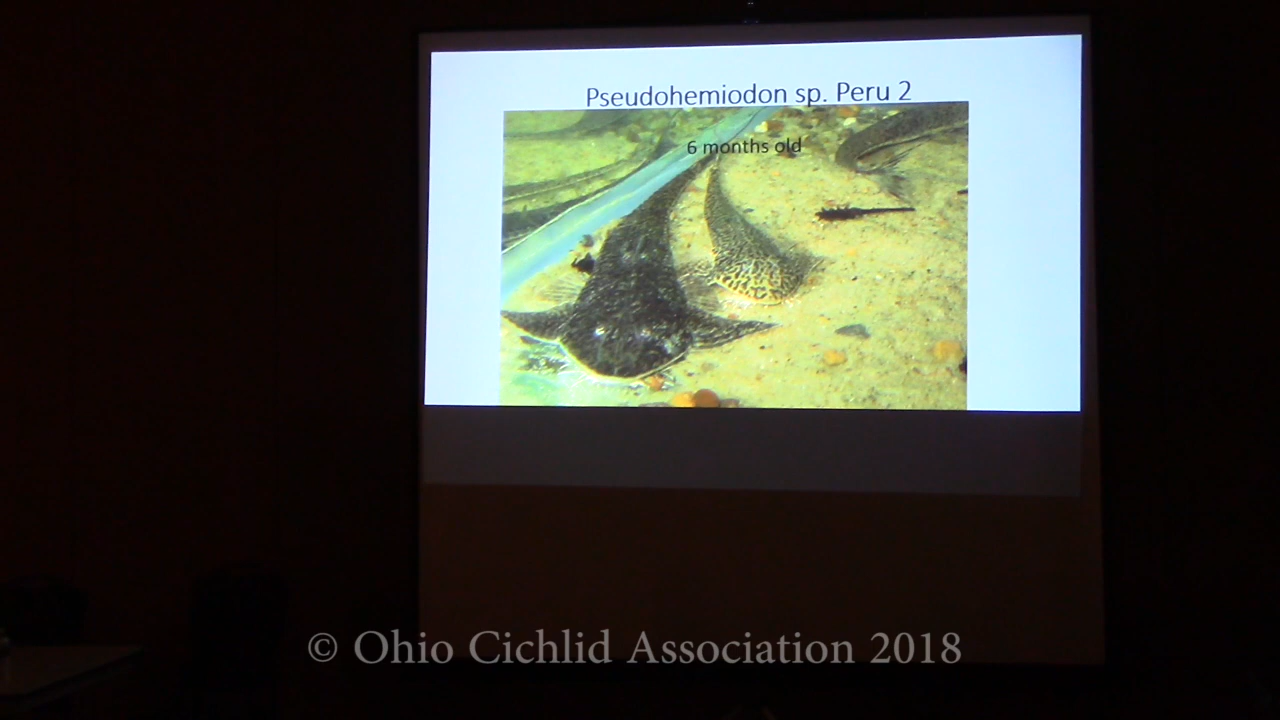 Pseudohemiodon sp. Peru 2
6 months old
© Ohio Cichlid Association 2018